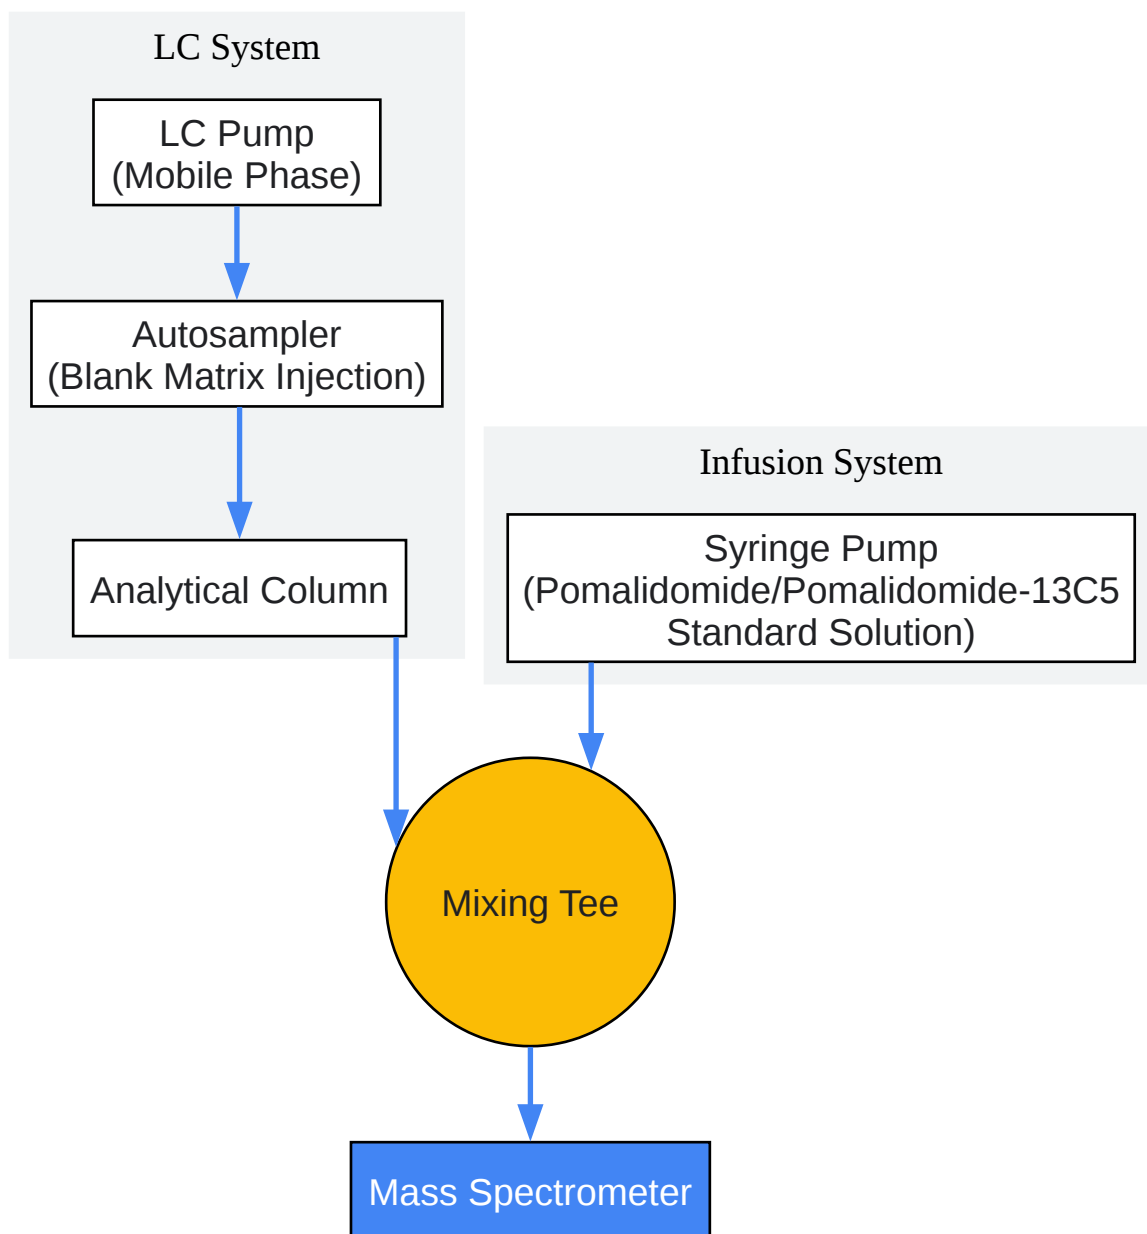 LC System
LC Pump
(Mobile Phase)
Autosampler
(Blank Matrix Injection)
Analytical Column
Infusion System
Syringe Pump
(Pomalidomide/Pomalidomide-13C5
Standard Solution)
Mixing Tee
Mass Spectrometer